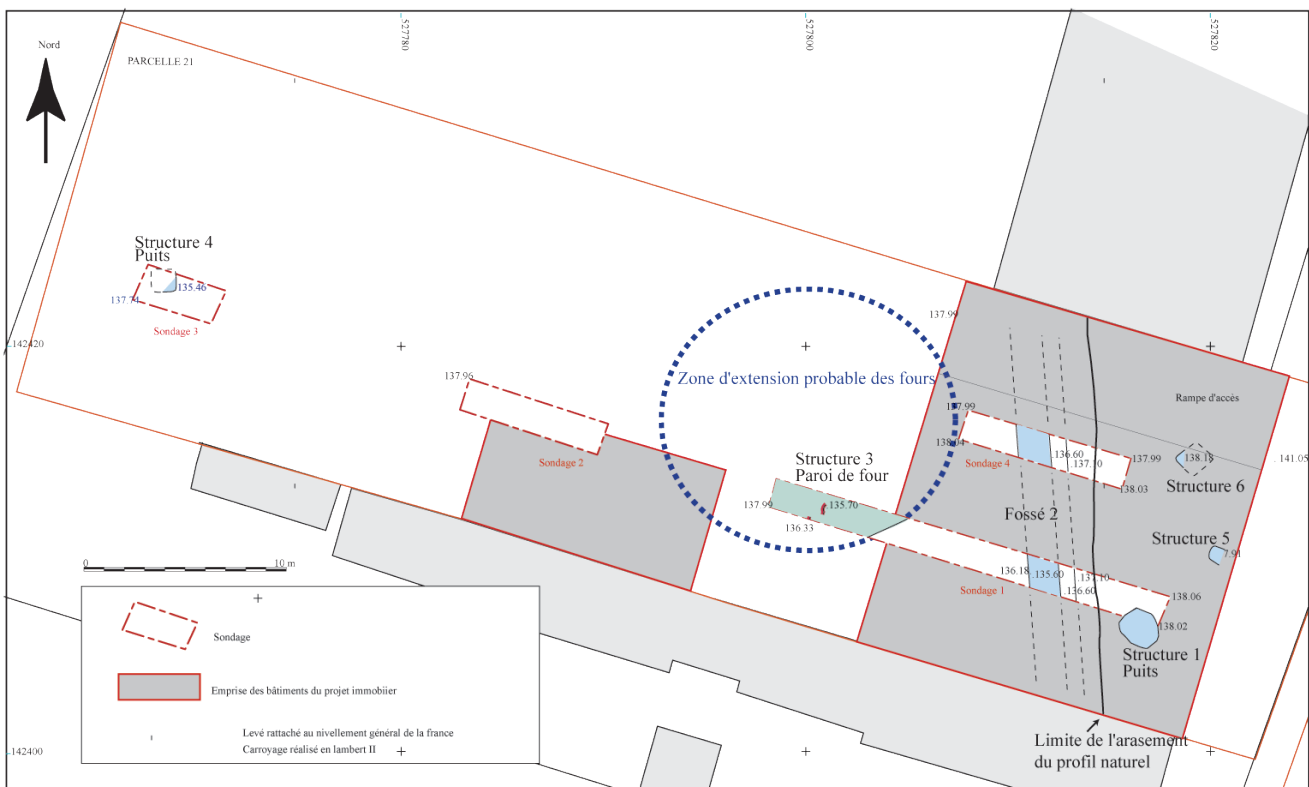 527780
527800
527820
Nord
PARCELLE 21
Structure 4
Puits
135.46
137.74
Sondage 3
142420
137.96
Sondage 2
137.99
Zone d'extension probable des fours
Rampe d'accès
137.99
138.04
Sondage 4
.136.60
.137.10
137.99
138.03
138.18
.141.05
Structure 6
Structure 3
Paroi de four
135.70
137.99
136 33
Fossé 2
Structure 5
7.91
136.18
.135.60
.137.10
.136.60
Sondage 1
138.06
138.02
Structure 1
Puits
0
10 m
Sondage
Emprise des bâtiments du projet immobiier
Levé rattaché au nivellement général de la france
Carroyage réalisé en lambert II
142400
Limite de l'arasement
du profil naturel